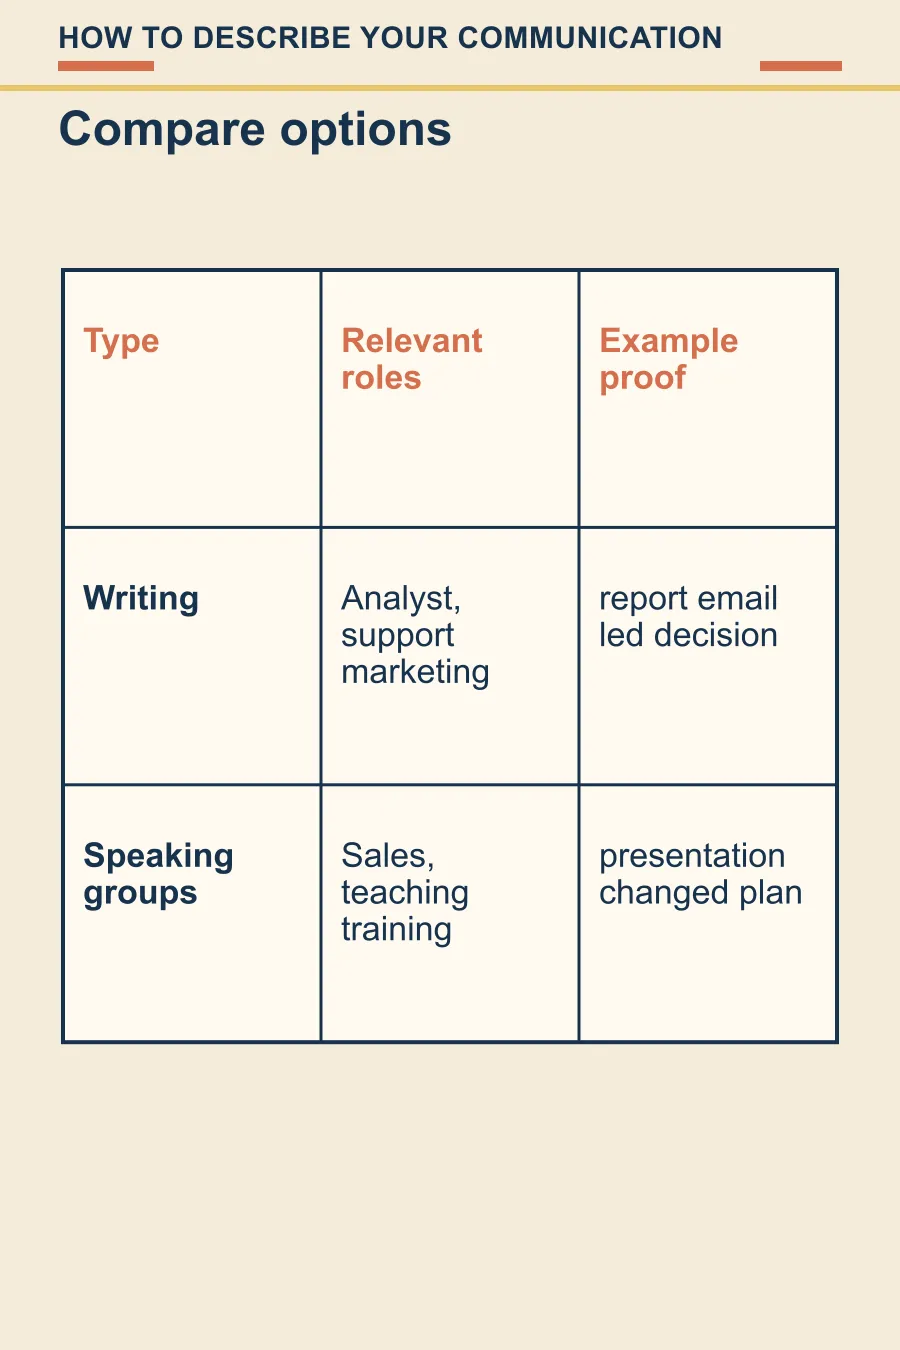 HOW TO DESCRIBE YOUR COMMUNICATION
Compare options
Type
Relevant
roles
Example
proof
Writing
Analyst,
support
marketing
report email
led decision
Speaking
groups
Sales,
teaching
training
presentation
changed plan